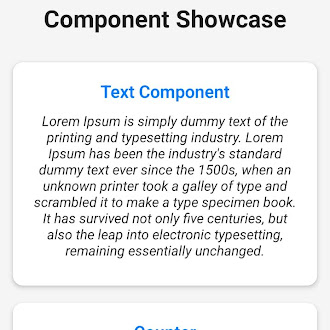 Component Showcase
Text Component
Lorem Ipsum is simply dummy text of the
printing and typesetting industry. Lorem
Ipsum has been the industry's standard
dummy text ever since the 1500s, when an
unknown printer took a galley of type and
scrambled it to make a type specimen book.
It has survived not only five centuries, but
also the leap into electronic typesetting,
remaining essentially unchanged.
Counter